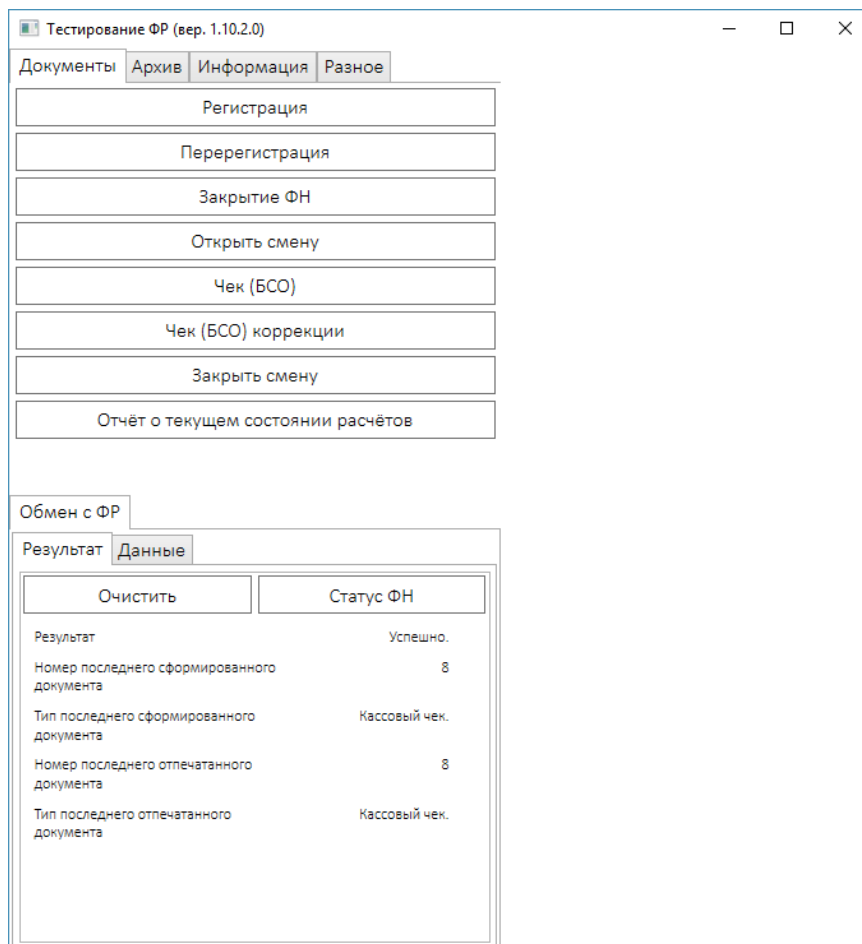 Тестирование ФР (вер. 1.10.2.0)
Документы Архив Информация Разное
Регистрация
Перерегистрация
Закрытие ФН
Открыть смену
Чек (БСО)
Чек (БСО) коррекции
Закрыть смену
Отчёт о текущем состоянии расчётов
Обмен с ФР
Результат Данные
Очистить Статус ФН
Результат Успешно.
Номер последнего сформированного 8
документа
Тип последнего сформированного Кассовый чек.
документа
Номер последнего отпечатанного 8
документа
Тип последнего отпечатанного Кассовый чек.
документа